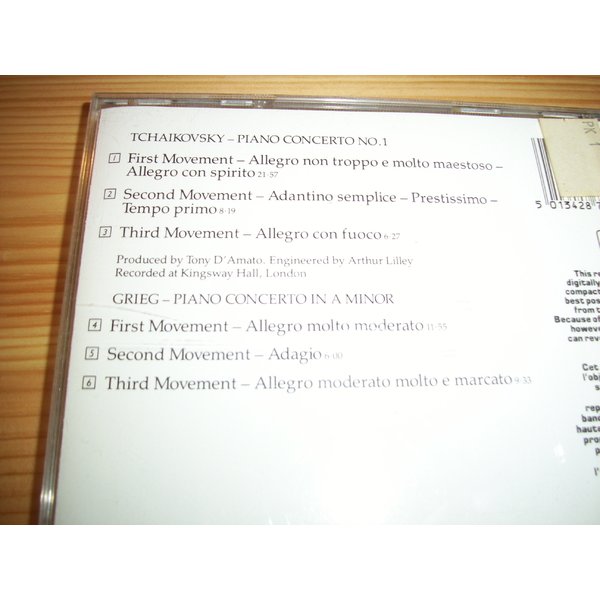 TCHAIKOVSKY – PIANO CONCERTO NO.1
1 First Movement – Allegro non troppo e molto maestoso –
Allegro con spirito 21·57
2 Second Movement – Adantino semplice – Prestissimo –
Tempo primo 8·19
3 Third Movement – Allegro con fuoco 6·27
Produced by Tony D'Amato. Engineered by Arthur Lilley
Recorded at Kingsway Hall, London
GRIEG – PIANO CONCERTO IN A MINOR
4 First Movement – Allegro molto moderato 11·55
5 Second Movement – Adagio 6·00
6 Third Movement – Allegro moderato molto e marcato 9·33
PK 1
5 013428 7
This re
digitally
compact
best pos
from t
Because of
howeve
can reve
Cet
l'obj
s
rep
banc
haute
pro
p
l'